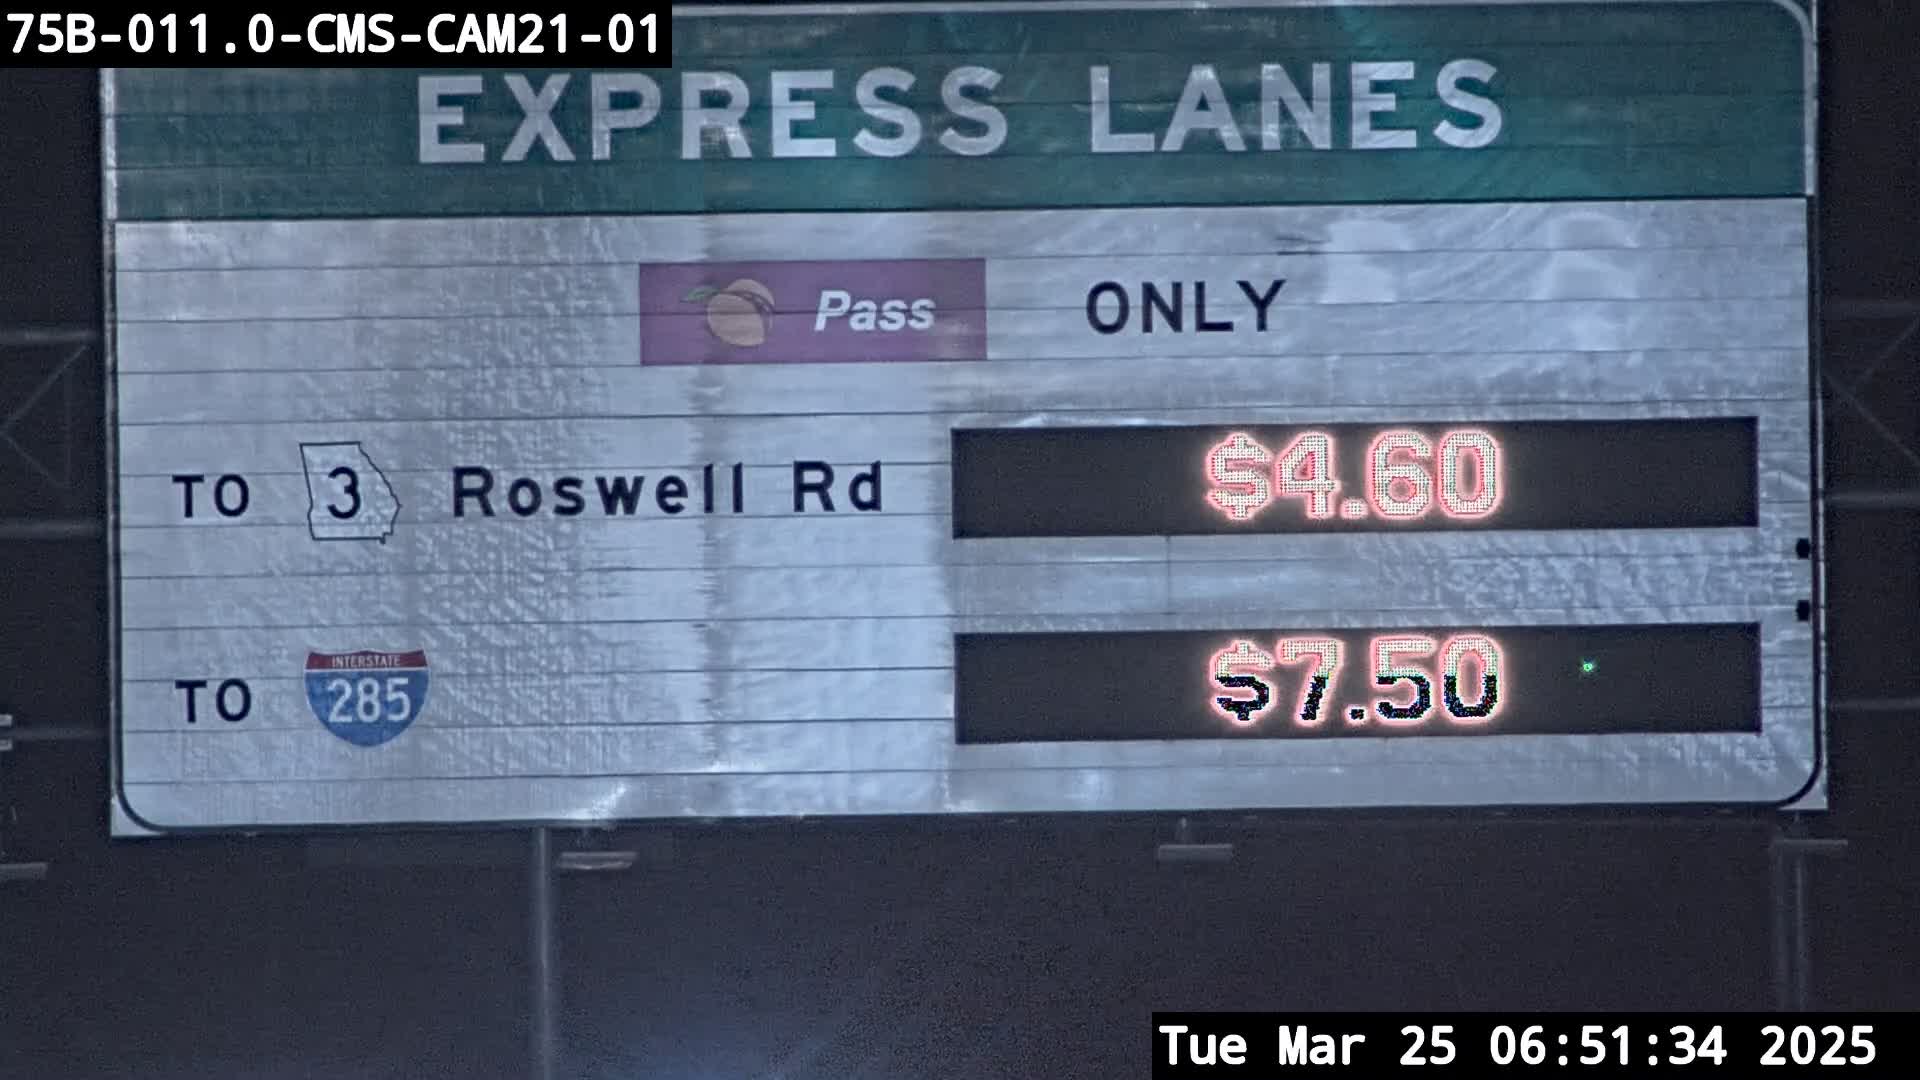 75B-011.0-CMS-CAM21-01
EXPRESS LANES
Pass ONLY
TO 3 Roswell Rd $4.60
TO INTERSTATE 285 $7.50
Tue Mar 25 06:51:34 2025